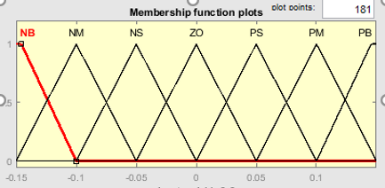 Membership function plots plot points: 181
NB NM NS ZO PS PM PB
1
.5
0
-0.15 -0.1 -0.05 0 0.05 0.1